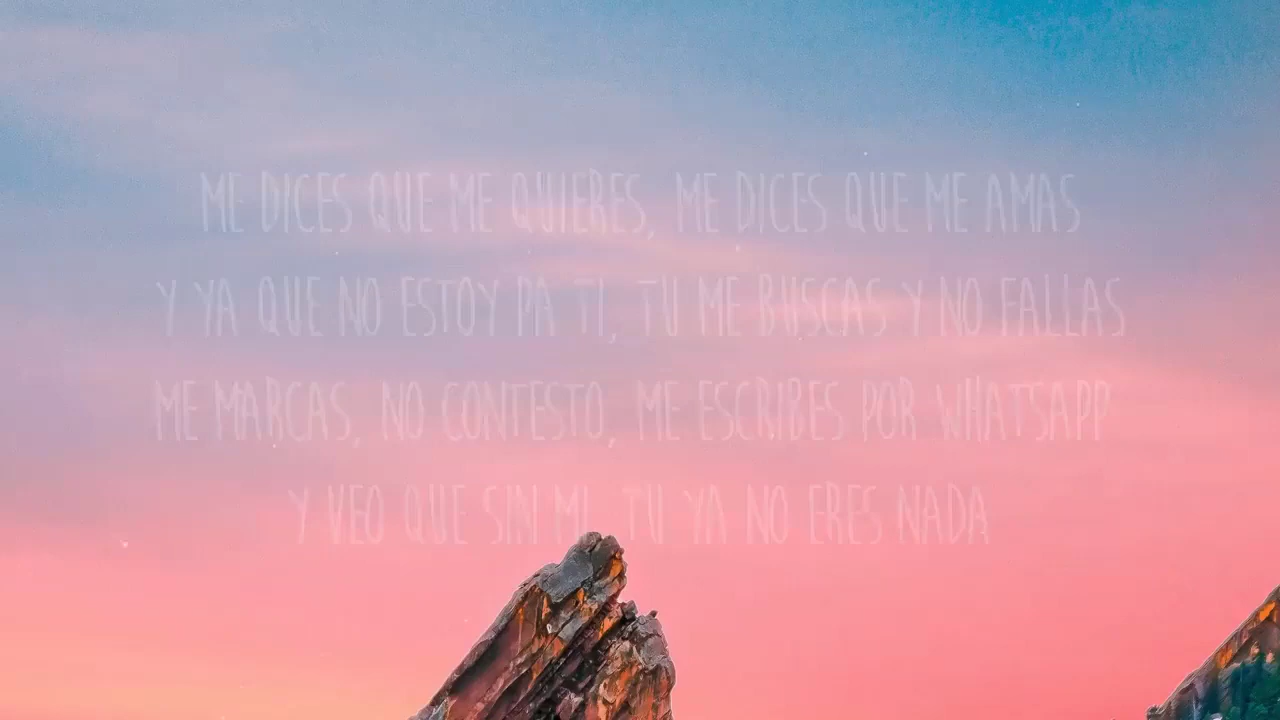 ME DICES QUE ME QUIERES, ME DICES QUE ME AMAS
Y YA QUE NO ESTOY PA TI, TU ME BUSCAS Y NO FALLAS
ME MARCAS, NO CONTESTO, ME ESCRIBES POR WHATSAPP
Y VEO QUE SIN MI, TU YA NO ERES NADA